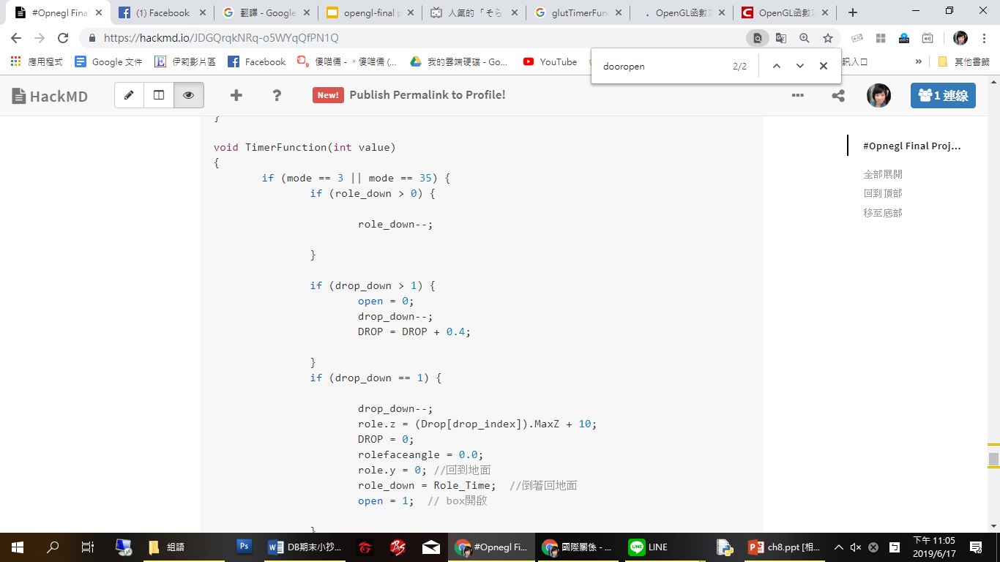 #Opnegl Final
(1) Facebook
翻譯 - Google
opengl-final p
人氣的「そら
glutTimerFun
OpenGL函數功
OpenGL函數功
https://hackmd.io/JDGQrqkNRq-o5WYqQfPN1Q
應用程式
Google 文件
伊莉影片區
Facebook
傻喵儒 - 〃傻喵儒 (...
我的雲端硬碟 - Go...
YouTube
訊入口
»
其他書籤
dooropen
2/2
HackMD
New!
Publish Permalink to Profile!
1 連線
}
void TimerFunction(int value)
{
if (mode == 3 || mode == 35) {
if (role_down > 0) {
role_down--;
}
if (drop_down > 1) {
open = 0;
drop_down--;
DROP = DROP + 0.4;
}
if (drop_down == 1) {
drop_down--;
role.z = (Drop[drop_index]).MaxZ + 10;
DROP = 0;
rolefaceangle = 0.0;
role.y = 0; //回到地面
role_down = Role_Time;  //倒著回地面
open = 1;  // box開啟
}
#Opnegl Final Proj...
全部展開
回到頂部
移至底部
組語
Ps
DB期末小抄...
#Opnegl Fi...
國際關係 - ...
LINE
ch8.ppt [相...
下午 11:05
2019/6/17